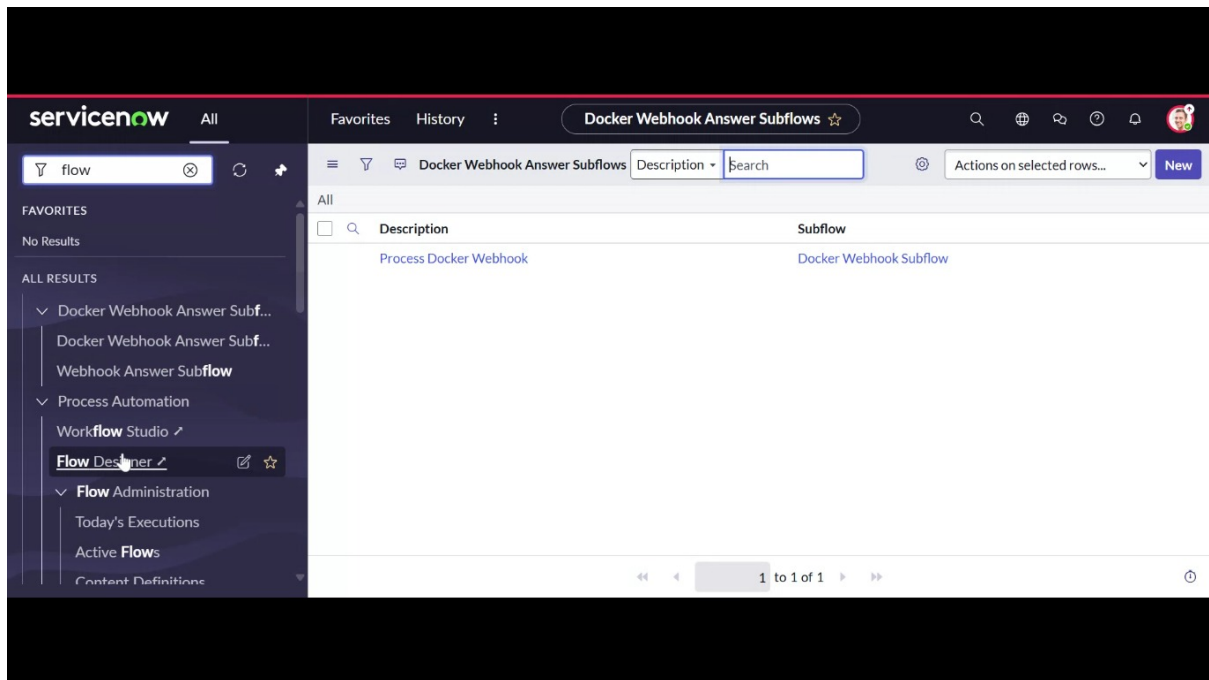 servicenow All Favorites History Docker Webhook Answer Subflows
flow
Docker Webhook Answer Subflows Description Search Actions on selected rows... New
FAVORITES
No Results
ALL RESULTS
Docker Webhook Answer Subf...
Docker Webhook Answer Subf...
Webhook Answer Subflow
Process Automation
Workflow Studio
Flow Designer
Flow Administration
Today's Executions
Active Flows
Content Definitions
All
Description Subflow
Process Docker Webhook Docker Webhook Subflow
1 to 1 of 1